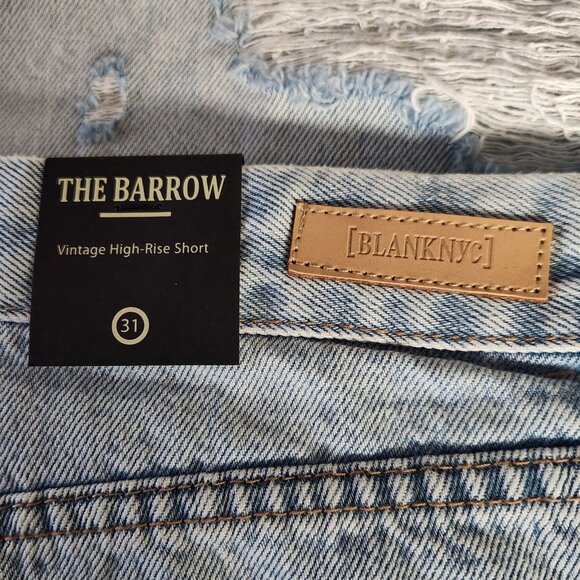 THE BARROW
Vintage High-Rise Short
31
[BLANKNYC]